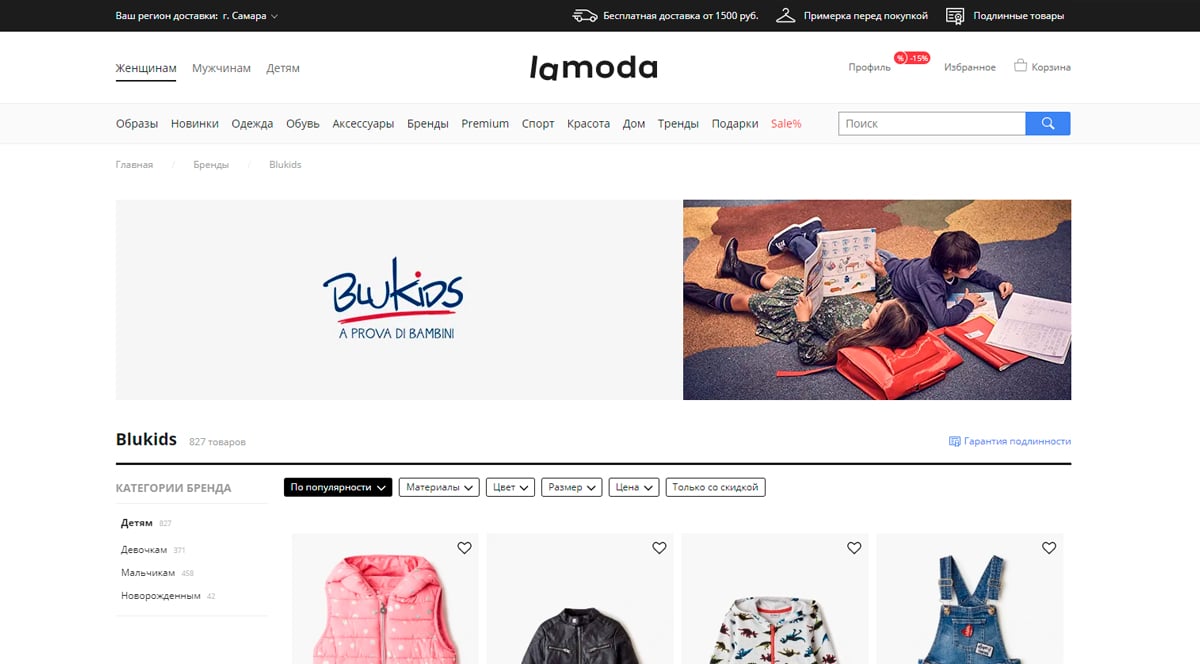 Ваш регион доставки: г. Самара
Бесплатная доставка от 1500 руб.
Примерка перед покупкой
Подлинные товары
Женщинам Мужчинам Детям
lamoda
Профиль %) -15% Избранное Корзина
Образы Новинки Одежда Обувь Аксессуары Бренды Premium Спорт Красота Дом Тренды Подарки Sale%
Поиск
Главная / Бренды / Blukids
BLUKIDS
A PROVA DI BAMBINI
Blukids 827 товаров
Гарантия подлинности
КАТЕГОРИИ БРЕНДА
По популярности Материалы Цвет Размер Цена Только со скидкой
Детям 827
Девочкам 371
Мальчикам 458
Новорожденным 42